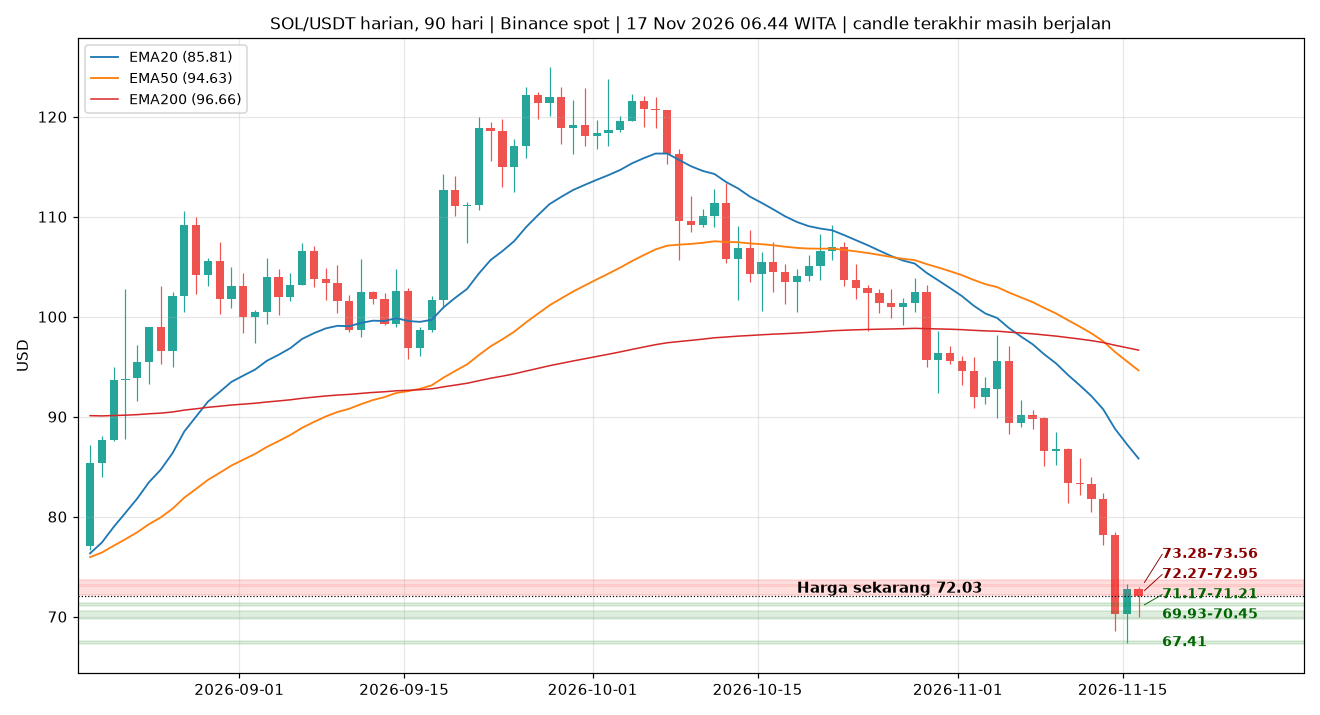 SOL/USDT harian, 90 hari | Binance spot | 17 Nov 2026 06.44 WITA | candle terakhir masih berjalan
EMA20 (85.81)
EMA50 (94.63)
EMA200 (96.66)
USD
120
110
100
90
80
70
Harga sekarang 72.03
73.28-73.56
72.27-72.95
71.17-71.21
69.93-70.45
67.41
2026-09-01
2026-09-15
2026-10-01
2026-10-15
2026-11-01
2026-11-15